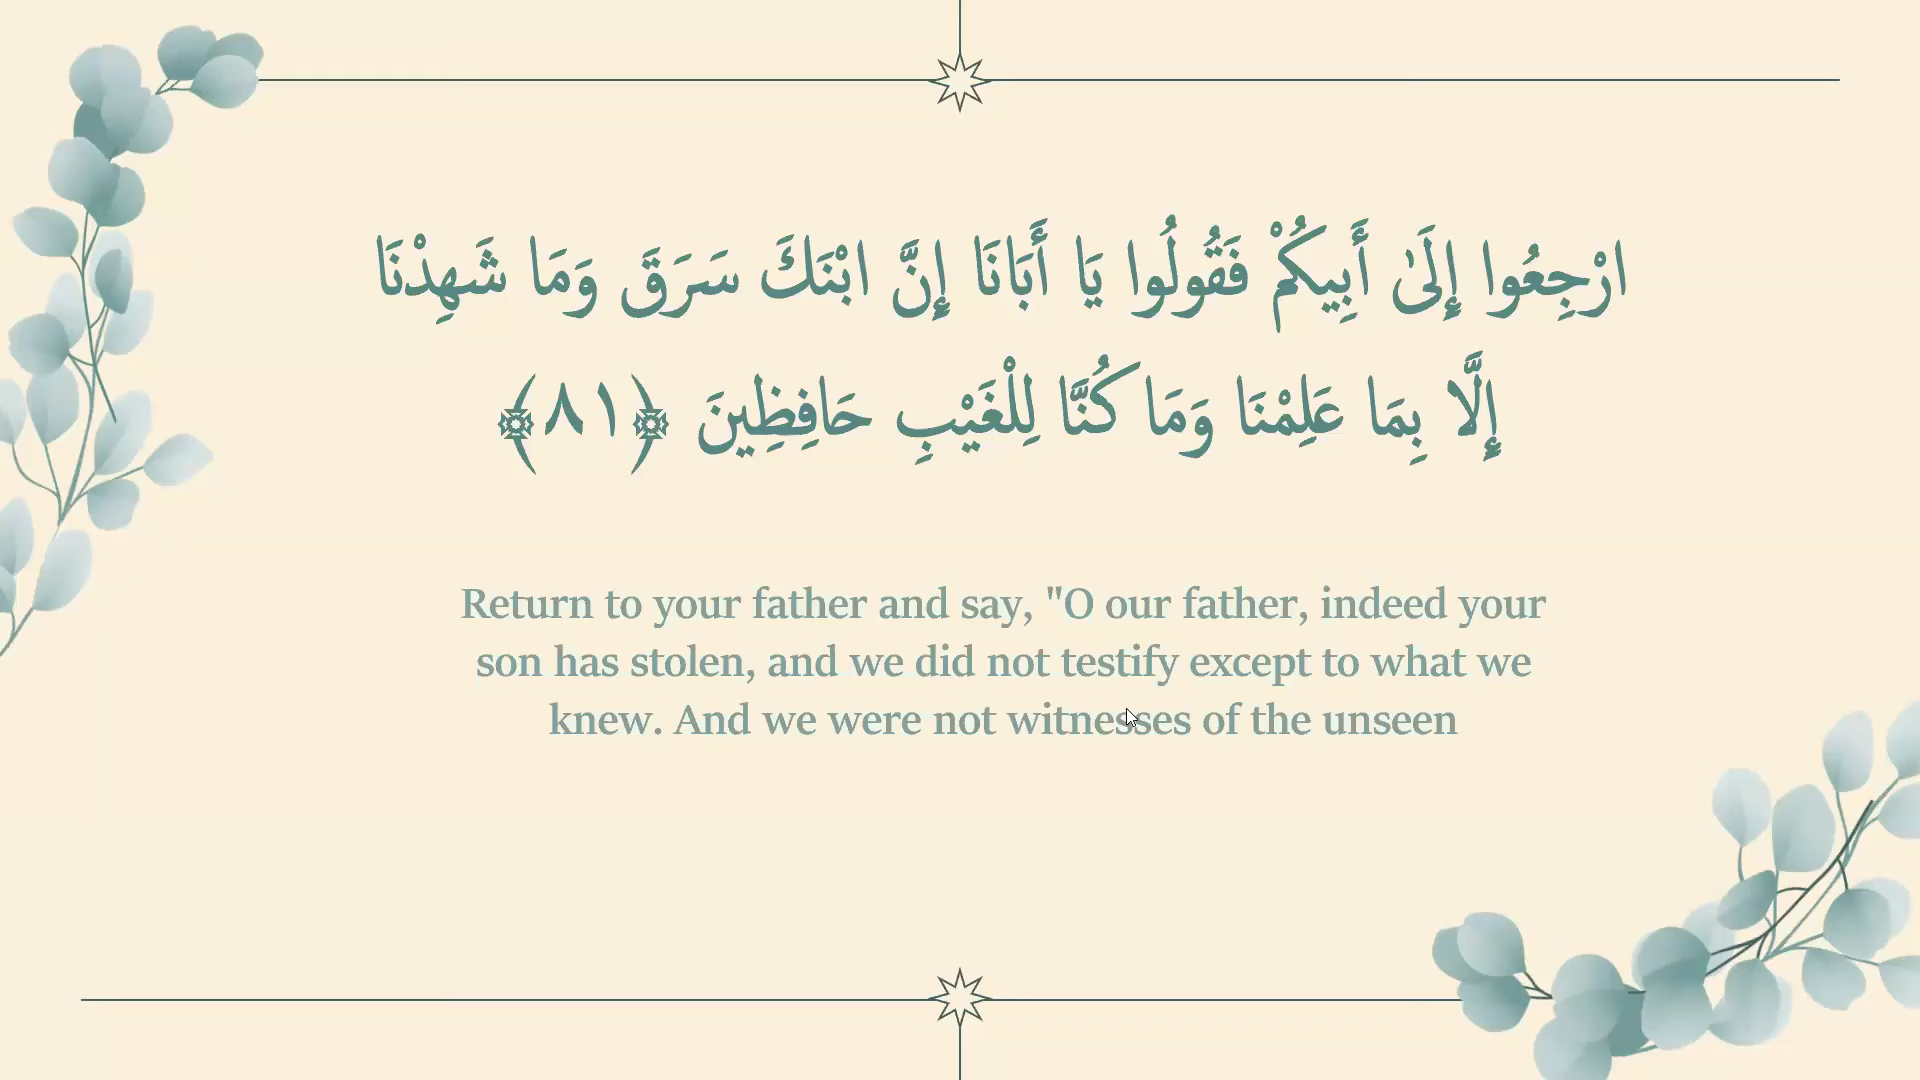 ارْجِعُوا إِلَىٰ أَبِيكُمْ فَقُولُوا يَا أَبَانَا إِنَّ ابْنَكَ سَرَقَ وَمَا شَهِدْنَا
إِلَّا بِمَا عَلِمْنَا وَمَا كُنَّا لِلْغَيْبِ حَافِظِينَ ﴿٨١﴾
Return to your father and say, "O our father, indeed your
son has stolen, and we did not testify except to what we
knew. And we were not witnesses of the unseen